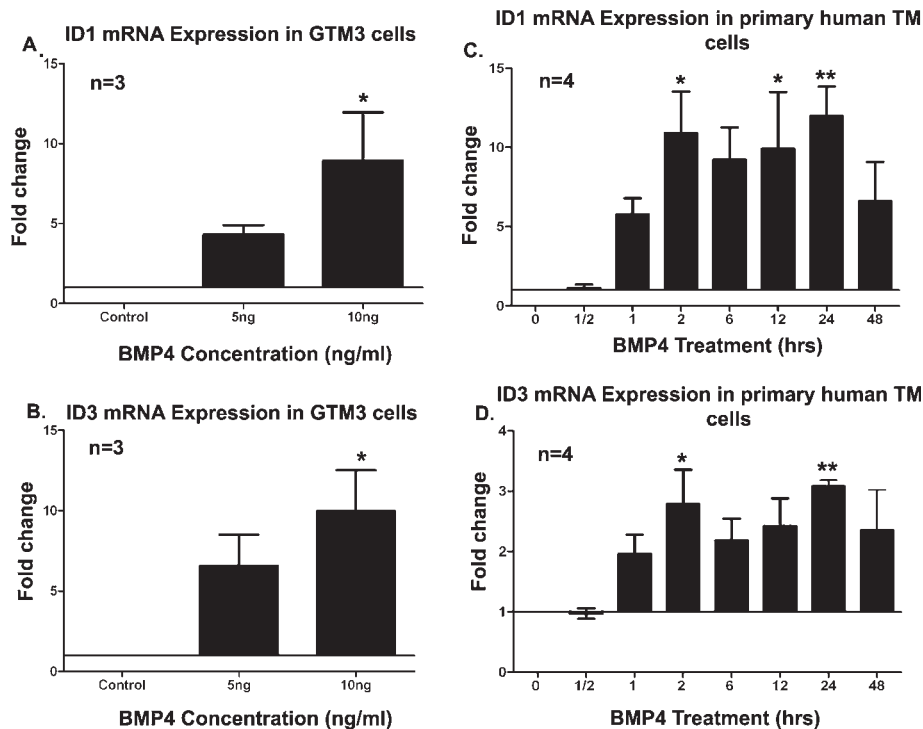 A.
ID1 mRNA Expression in GTM3 cells
n=3
*
15
10
5
0
Fold change
Control 5ng 10ng
BMP4 Concentration (ng/ml)
B.
ID3 mRNA Expression in GTM3 cells
n=3
*
15
10
5
0
Fold change
Control 5ng 10ng
BMP4 Concentration (ng/ml)
C.
ID1 mRNA Expression in primary human TM
cells
n=4
* * **
15
10
5
0
Fold change
0 1/2 1 2 6 12 24 48
BMP4 Treatment (hrs)
D.
ID3 mRNA Expression in primary human TM
cells
n=4
* **
4
3
2
1
0
Fold change
0 1/2 1 2 6 12 24 48
BMP4 Treatment (hrs)